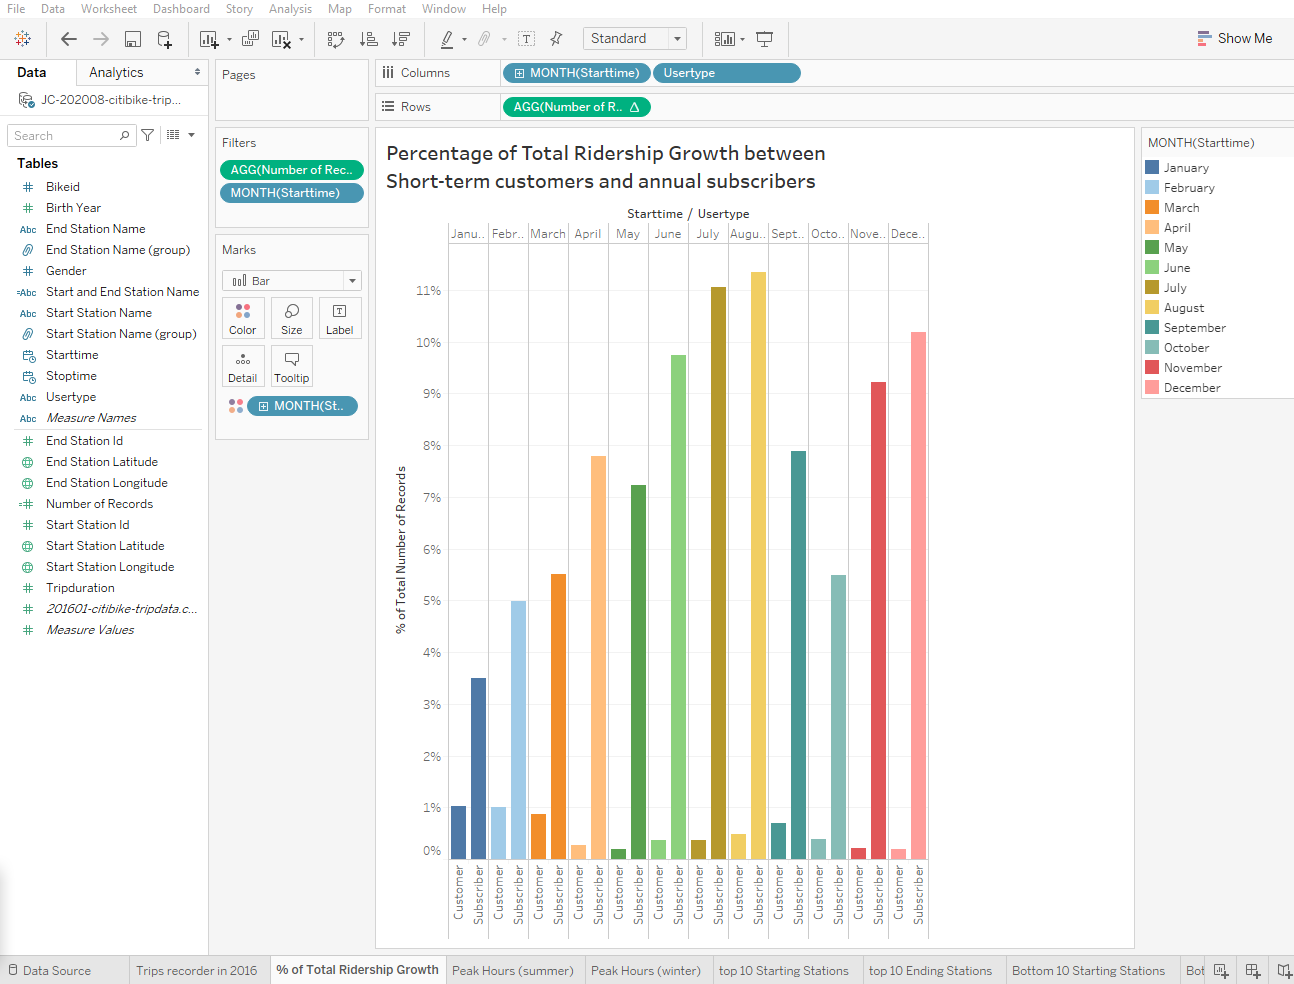 File Data Worksheet Dashboard Story Analysis Map Format Window Help
Standard
Show Me
Data Analytics
JC-202008-citibike-trip...
Search
Tables
Bikeid
Birth Year
Abc End Station Name
End Station Name (group)
Gender
=Abc Start and End Station Name
Abc Start Station Name
Start Station Name (group)
Starttime
Stoptime
Abc Usertype
Abc Measure Names
End Station Id
End Station Latitude
End Station Longitude
Number of Records
Start Station Id
Start Station Latitude
Start Station Longitude
Tripduration
201601-citibike-tripdata.c...
Measure Values
Pages
Filters
AGG(Number of Rec..
MONTH(Starttime)
Marks
Bar
Color Size Label
Detail Tooltip
MONTH(St..
Columns MONTH(Starttime) Usertype
Rows AGG(Number of R.. Δ
Percentage of Total Ridership Growth between
Short-term customers and annual subscribers
Starttime / Usertype
Janu.. Febr.. March April May June July Augu.. Sept.. Octo.. Nove.. Dece..
% of Total Number of Records
11%
10%
9%
8%
7%
6%
5%
4%
3%
2%
1%
0%
Customer Subscriber Customer Subscriber Customer Subscriber Customer Subscriber Customer Subscriber Customer Subscriber Customer Subscriber Customer Subscriber Customer Subscriber Customer Subscriber Customer Subscriber Customer Subscriber
MONTH(Starttime)
January
February
March
April
May
June
July
August
September
October
November
December
Data Source Trips recorder in 2016 % of Total Ridership Growth Peak Hours (summer) Peak Hours (winter) top 10 Starting Stations top 10 Ending Stations Bottom 10 Starting Stations Bot